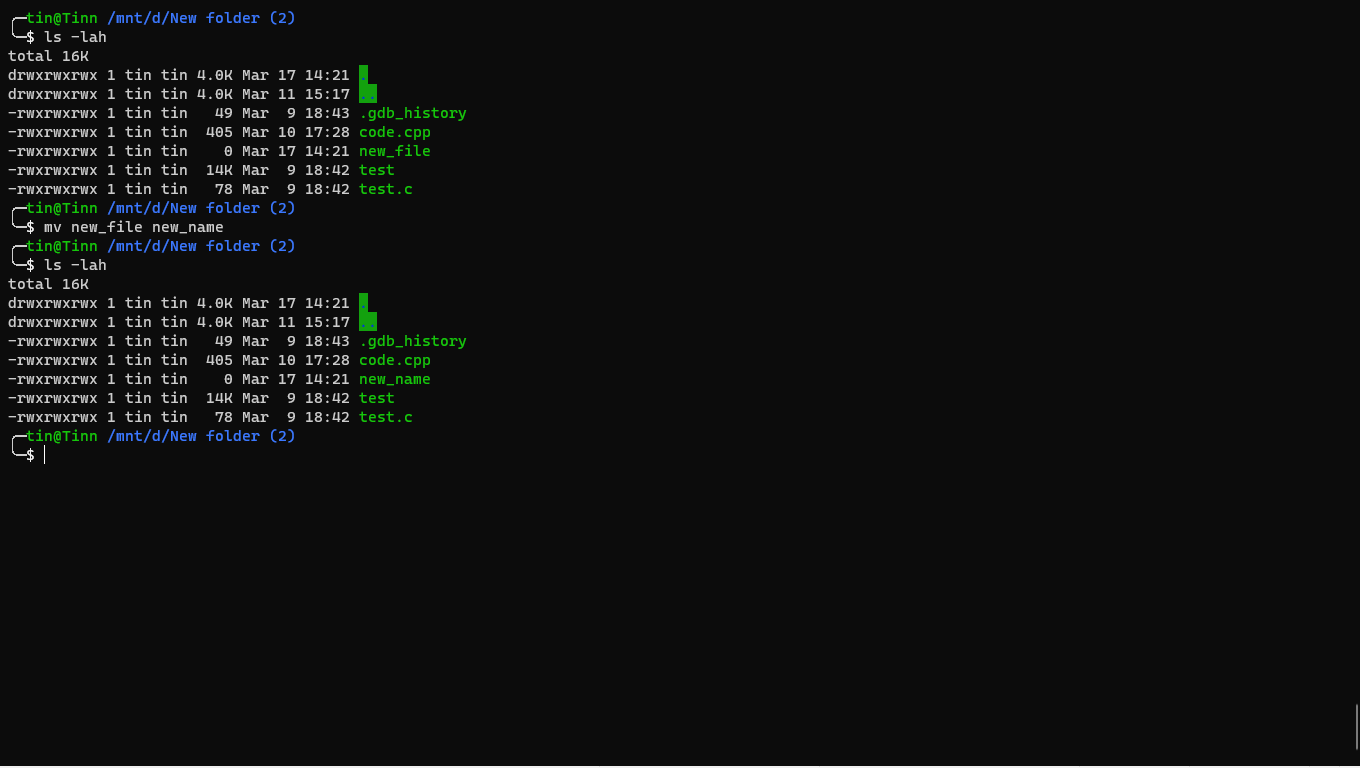 tin@Tinn /mnt/d/New folder (2)
$ ls -lah
total 16K
drwxrwxrwx 1 tin tin 4.0K Mar 17 14:21 .
drwxrwxrwx 1 tin tin 4.0K Mar 11 15:17 ..
-rwxrwxrwx 1 tin tin   49 Mar  9 18:43 .gdb_history
-rwxrwxrwx 1 tin tin  405 Mar 10 17:28 code.cpp
-rwxrwxrwx 1 tin tin    0 Mar 17 14:21 new_file
-rwxrwxrwx 1 tin tin  14K Mar  9 18:42 test
-rwxrwxrwx 1 tin tin   78 Mar  9 18:42 test.c
tin@Tinn /mnt/d/New folder (2)
$ mv new_file new_name
tin@Tinn /mnt/d/New folder (2)
$ ls -lah
total 16K
drwxrwxrwx 1 tin tin 4.0K Mar 17 14:21 .
drwxrwxrwx 1 tin tin 4.0K Mar 11 15:17 ..
-rwxrwxrwx 1 tin tin   49 Mar  9 18:43 .gdb_history
-rwxrwxrwx 1 tin tin  405 Mar 10 17:28 code.cpp
-rwxrwxrwx 1 tin tin    0 Mar 17 14:21 new_name
-rwxrwxrwx 1 tin tin  14K Mar  9 18:42 test
-rwxrwxrwx 1 tin tin   78 Mar  9 18:42 test.c
tin@Tinn /mnt/d/New folder (2)
$